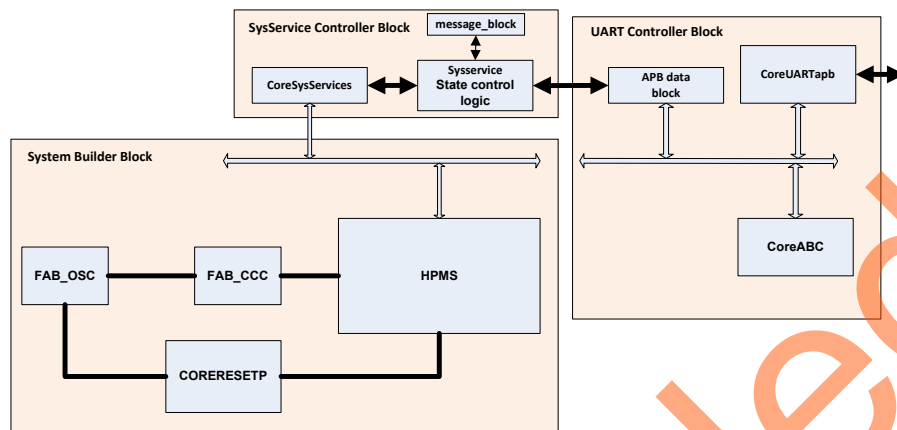 SysService Controller Block
message_block
CoreSysServices
Sysservice
State control
logic
UART Controller Block
APB data
block
CoreUARTapb
CoreABC
System Builder Block
FAB_OSC
FAB_CCC
HPMS
CORERESETP